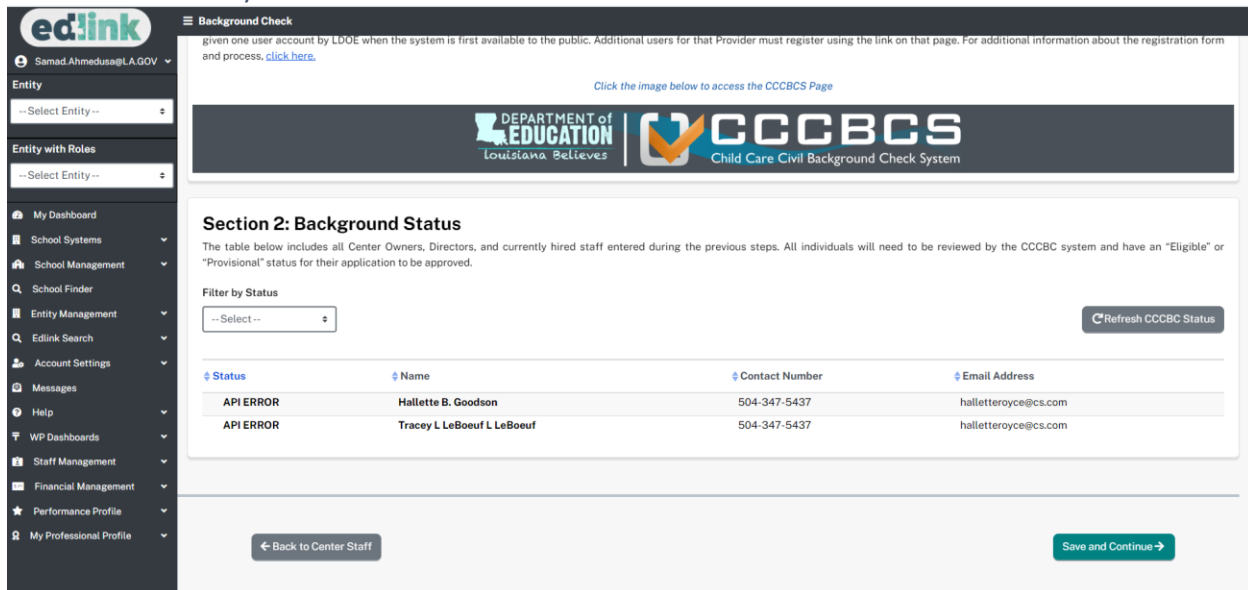 edlink
Background Check
Samad.Ahmedusa@LA.GOV
Entity
--Select Entity--
Entity with Roles
--Select Entity--
My Dashboard
School Systems
School Management
School Finder
Entity Management
Edlink Search
Account Settings
Messages
Help
WP Dashboards
Staff Management
Financial Management
Performance Profile
My Professional Profile
given one user account by LDOE when the system is first available to the public. Additional users for that Provider must register using the link on that page. For additional information about the registration form
and process, click here.
Click the image below to access the CCCBCS Page
DEPARTMENT of
EDUCATION
Louisiana Believes
CCCBCS
Child Care Civil Background Check System
Section 2: Background Status
The table below includes all Center Owners, Directors, and currently hired staff entered during the previous steps. All individuals will need to be reviewed by the CCCBC system and have an “Eligible” or
“Provisional” status for their application to be approved.
Filter by Status
--Select--
Refresh CCCBC Status
Status Name Contact Number Email Address
API ERROR Hallette B. Goodson 504-347-5437 halletteroyce@cs.com
API ERROR Tracey L LeBoeuf L LeBoeuf 504-347-5437 halletteroyce@cs.com
Back to Center Staff
Save and Continue